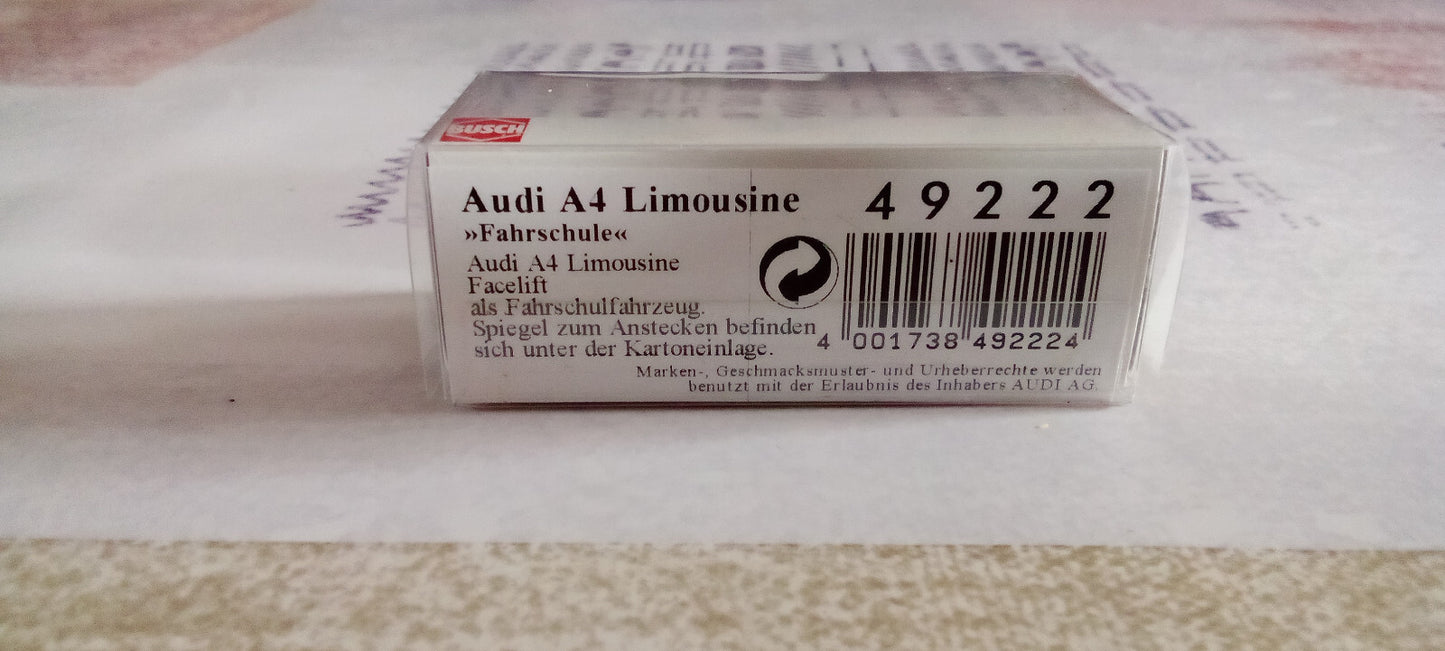 BUSCH
Audi A4 Limousine
»Fahrschule«
Audi A4 Limousine
Facelift
als Fahrschulfahrzeug.
Spiegel zum Anstecken befinden
sich unter der Kartoneinlage.
49222
4 001738 492224
Marken-, Geschmacksmuster- und Urheberrechte werden
benutzt mit der Erlaubnis des Inhabers AUDI AG.